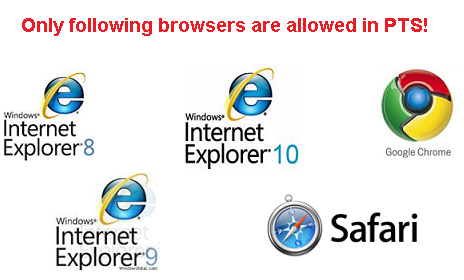 Only following browsers are allowed in PTS!
Windows®
Internet
Explorer 8
Windows®
Internet
Explorer 10
Google Chrome
Windows®
Internet
Explorer 9
Safari